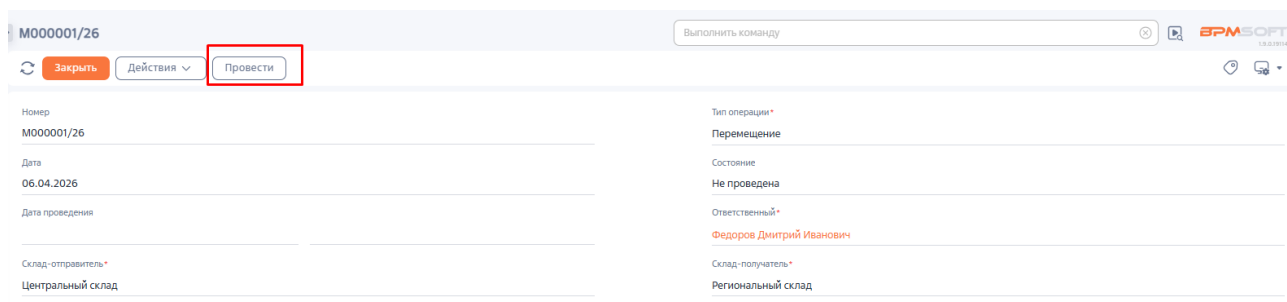 M000001/26
Выполнить команду
BPMSOFT
Закрыть
Действия
Провести
Номер
M000001/26
Тип операции*
Перемещение
Дата
06.04.2026
Состояние
Не проведена
Дата проведения
Ответственный*
Федоров Дмитрий Иванович
Склад-отправитель*
Центральный склад
Склад-получатель*
Региональный склад